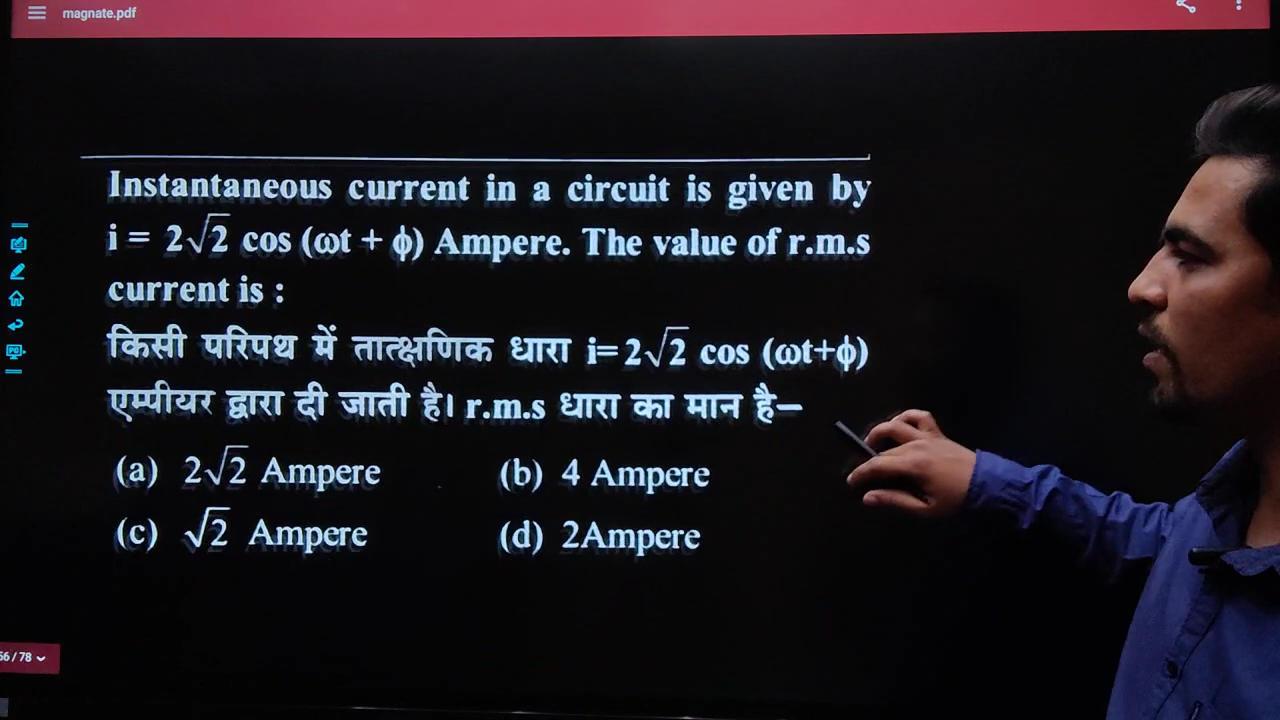 magnate.pdf
Instantaneous current in a circuit is given by
i = 2√2 cos (ωt + ϕ) Ampere. The value of r.m.s
current is :
किसी परिपथ में तात्क्षणिक धारा i=2√2 cos (ωt+ϕ)
एम्पीयर द्वारा दी जाती है। r.m.s धारा का मान है–
(a) 2√2 Ampere (b) 4 Ampere
(c) √2 Ampere (d) 2Ampere
56 / 78